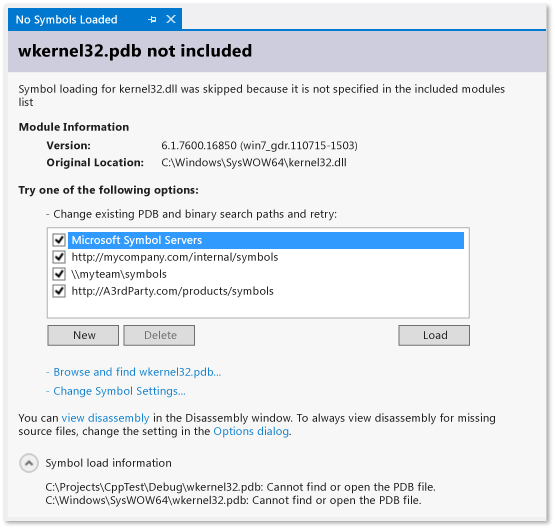 No Symbols Loaded
wkernel32.pdb not included
Symbol loading for kernel32.dll was skipped because it is not specified in the included modules
list
Module Information
Version: 6.1.7600.16850 (win7_gdr.110715-1503)
Original Location: C:\Windows\SysWOW64\kernel32.dll
Try one of the following options:
- Change existing PDB and binary search paths and retry:
Microsoft Symbol Servers
http://mycompany.com/internal/symbols
\\myteam\symbols
http://A3rdParty.com/products/symbols
New Delete Load
- Browse and find wkernel32.pdb...
- Change Symbol Settings...
You can view disassembly in the Disassembly window. To always view disassembly for missing
source files, change the setting in the Options dialog.
Symbol load information
C:\Projects\CppTest\Debug\wkernel32.pdb: Cannot find or open the PDB file.
C:\Windows\SysWOW64\wkernel32.pdb: Cannot find or open the PDB file.